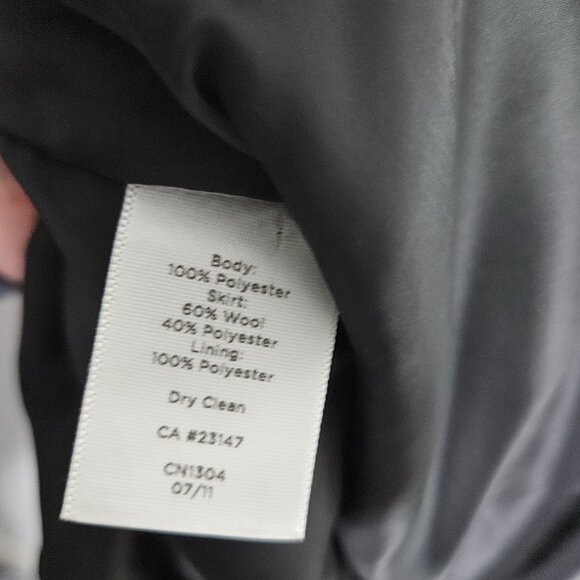 Body:
100% Polyester
Skirt:
60% Wool
40% Polyester
Lining:
100% Polyester
Dry Clean
CA #23147
CN1304
07/11